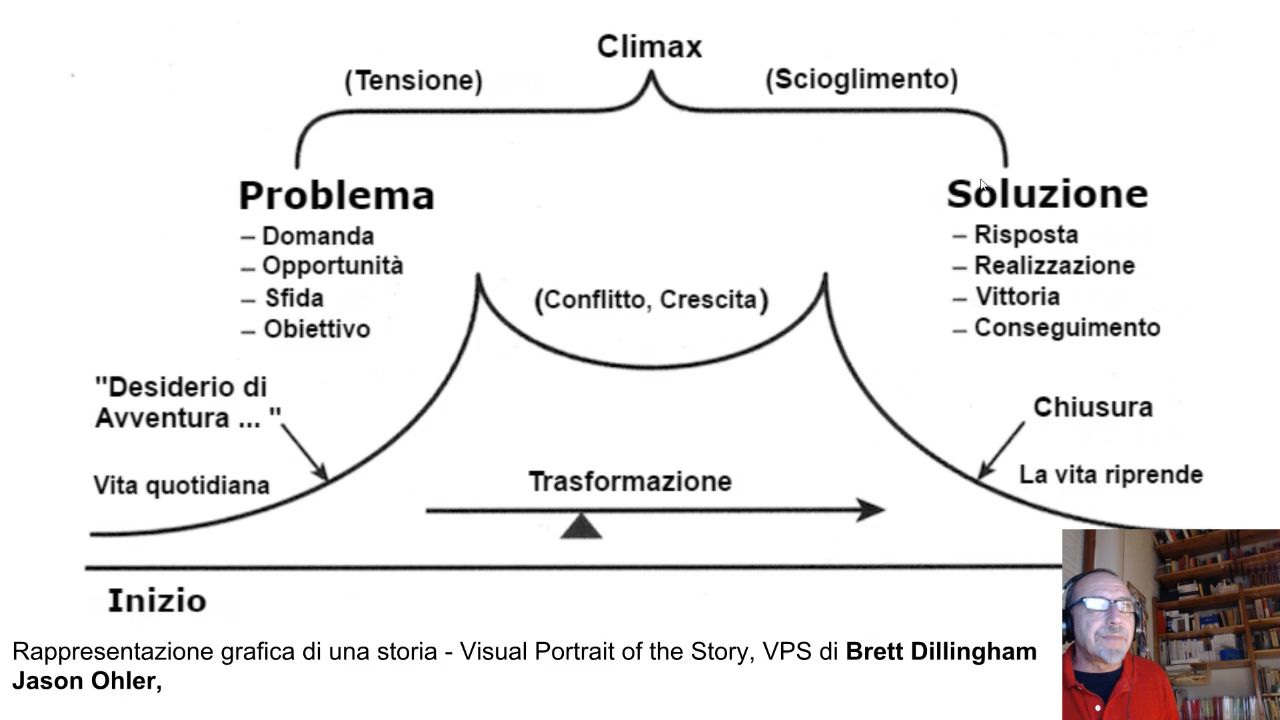 Climax
(Tensione)
(Scioglimento)
Problema
– Domanda
– Opportunità
– Sfida
– Obiettivo
Soluzione
– Risposta
– Realizzazione
– Vittoria
– Conseguimento
(Conflitto, Crescita)
"Desiderio di
Avventura ... "
Vita quotidiana
Chiusura
La vita riprende
Trasformazione
Inizio
Rappresentazione grafica di una storia - Visual Portrait of the Story, VPS di Brett Dillingham
Jason Ohler,